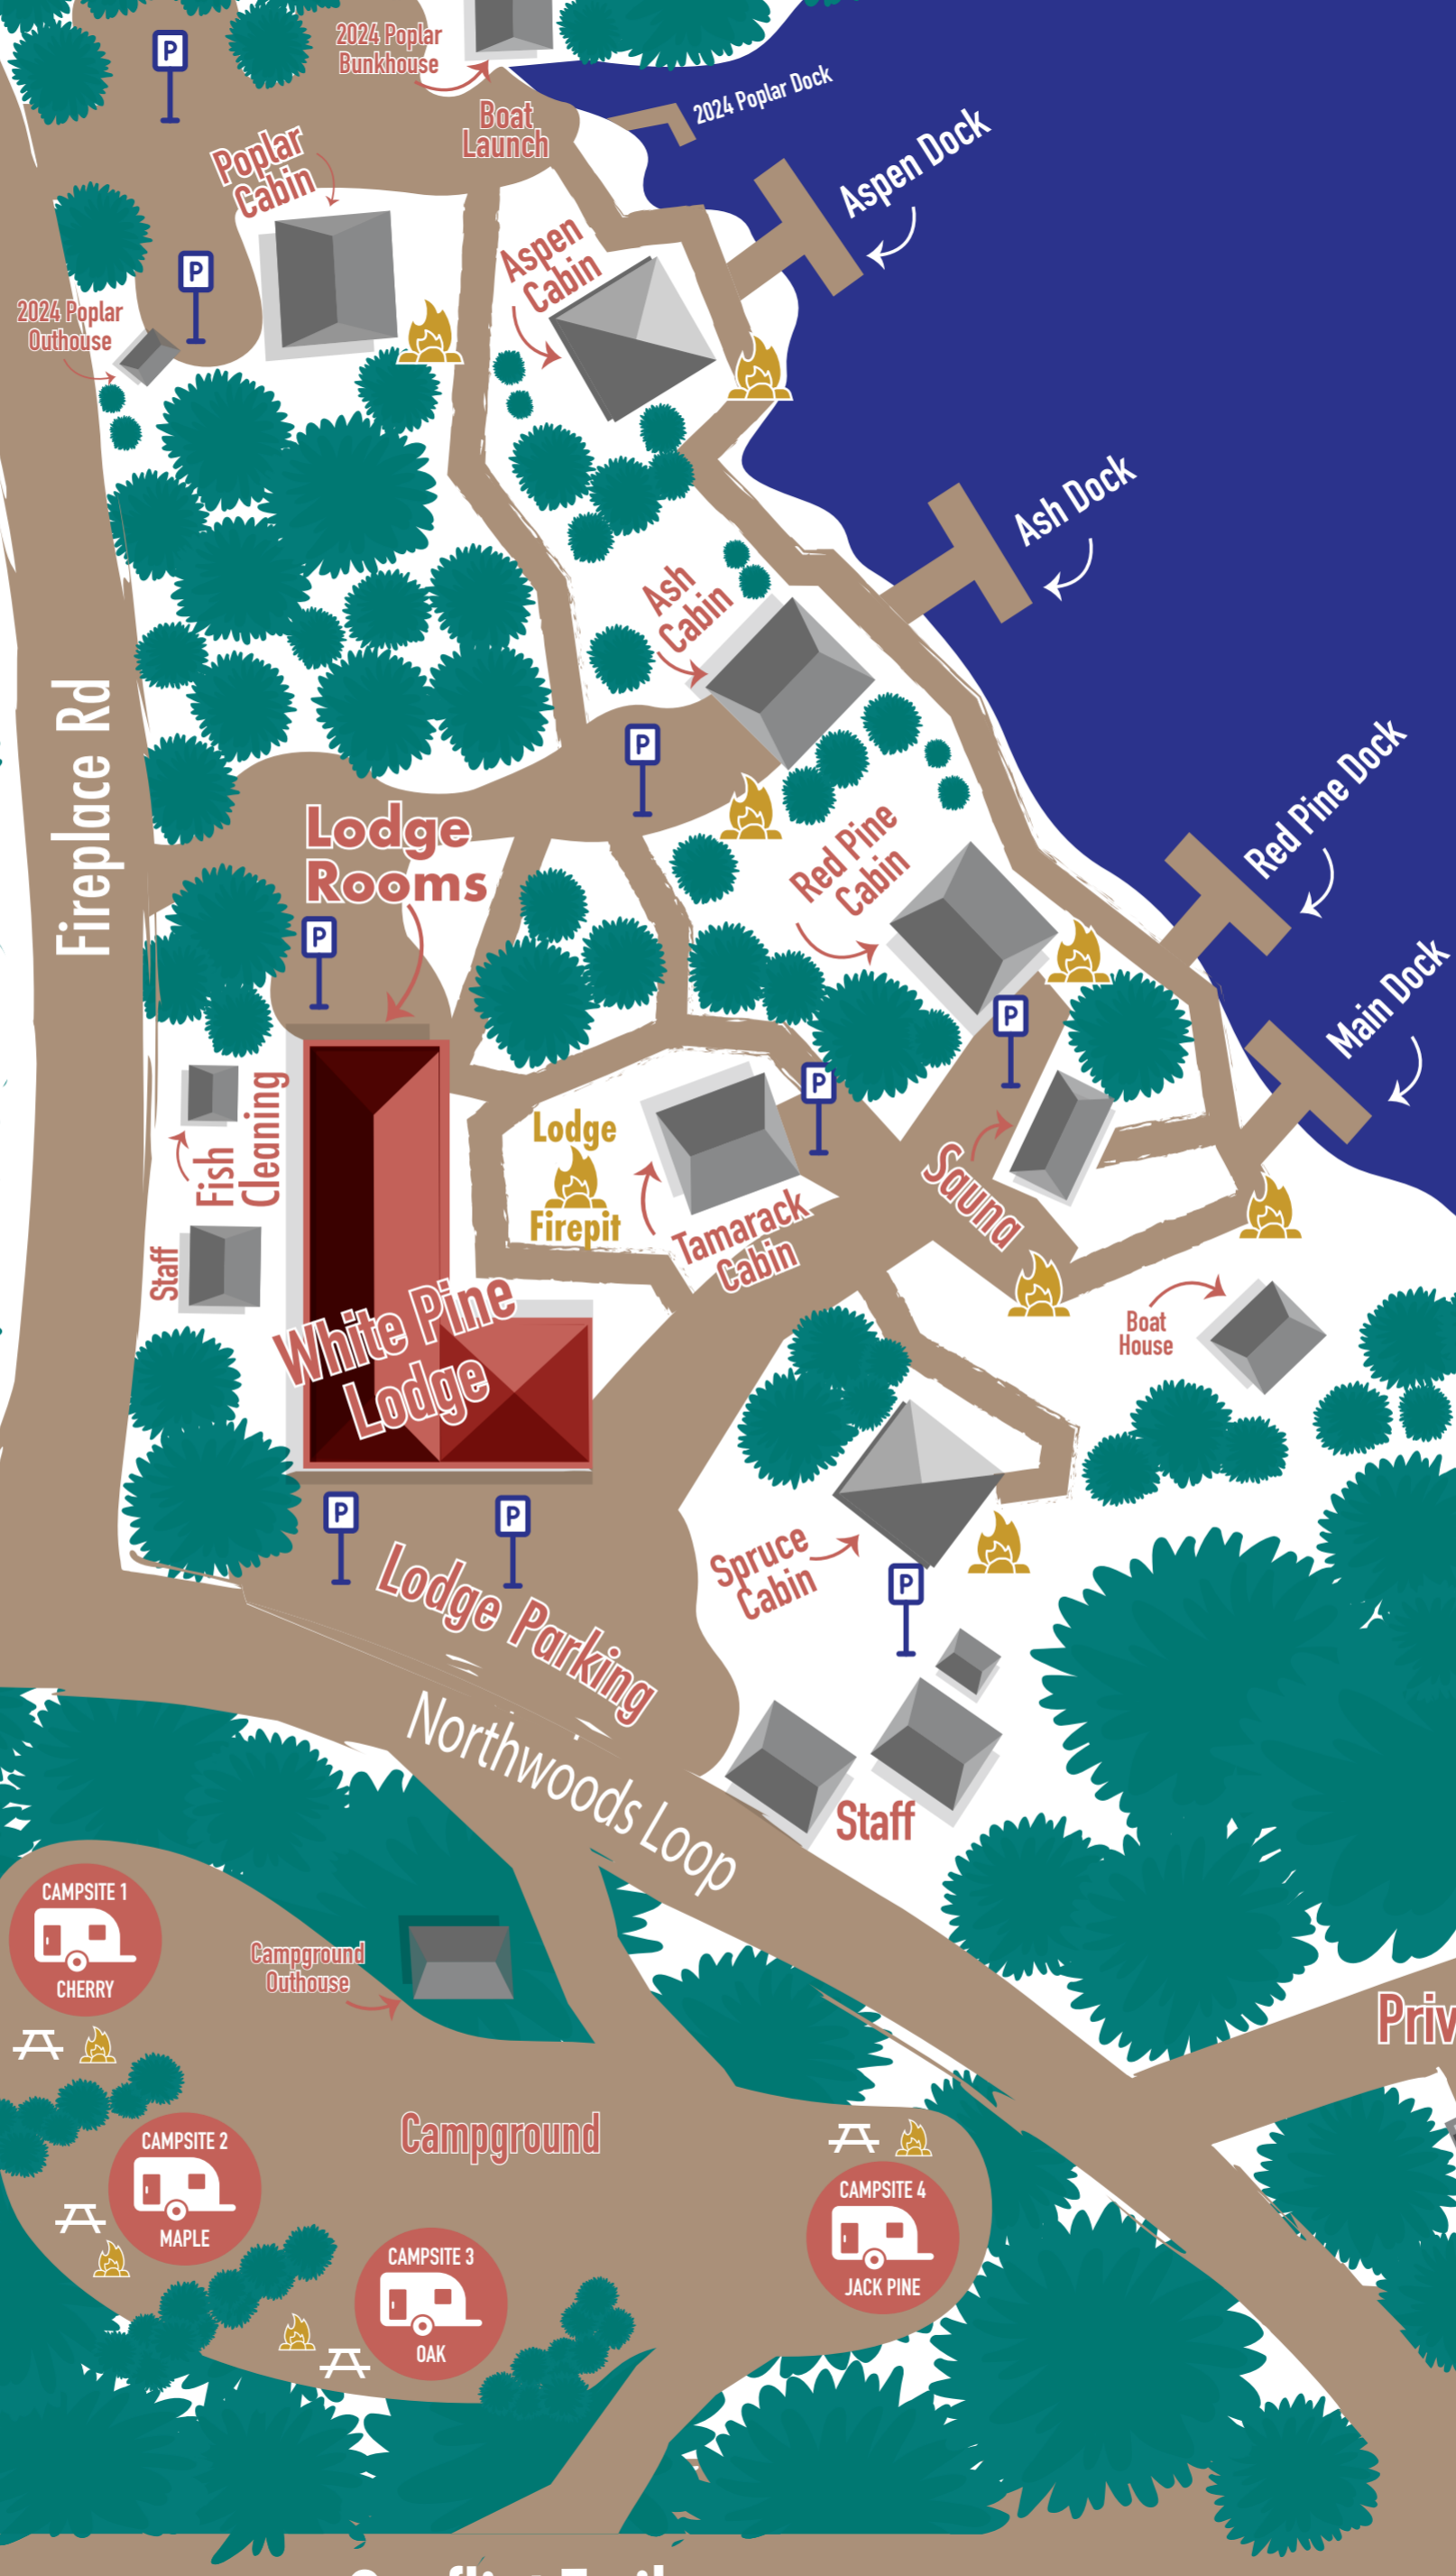 2024 Poplar
Bunkhouse
P
Boat
Launch
2024 Poplar Dock
Aspen Dock
Poplar
Cabin
Aspen
Cabin
P
2024 Poplar
Outhouse
Ash Dock
Ash
Cabin
Fireplace Rd
P
Red Pine Dock
Lodge
Rooms
Red Pine
Cabin
P
Main Dock
P
P
Fish
Cleaning
Lodge
Firepit
Tamarack
Cabin
Sauna
Staff
Boat
House
White Pine
Lodge
P
P
Lodge Parking
Spruce
Cabin
P
Northwoods Loop
Staff
CAMPSITE 1
CHERRY
Campground
Outhouse
Priv
Campground
CAMPSITE 2
MAPLE
CAMPSITE 3
OAK
CAMPSITE 4
JACK PINE